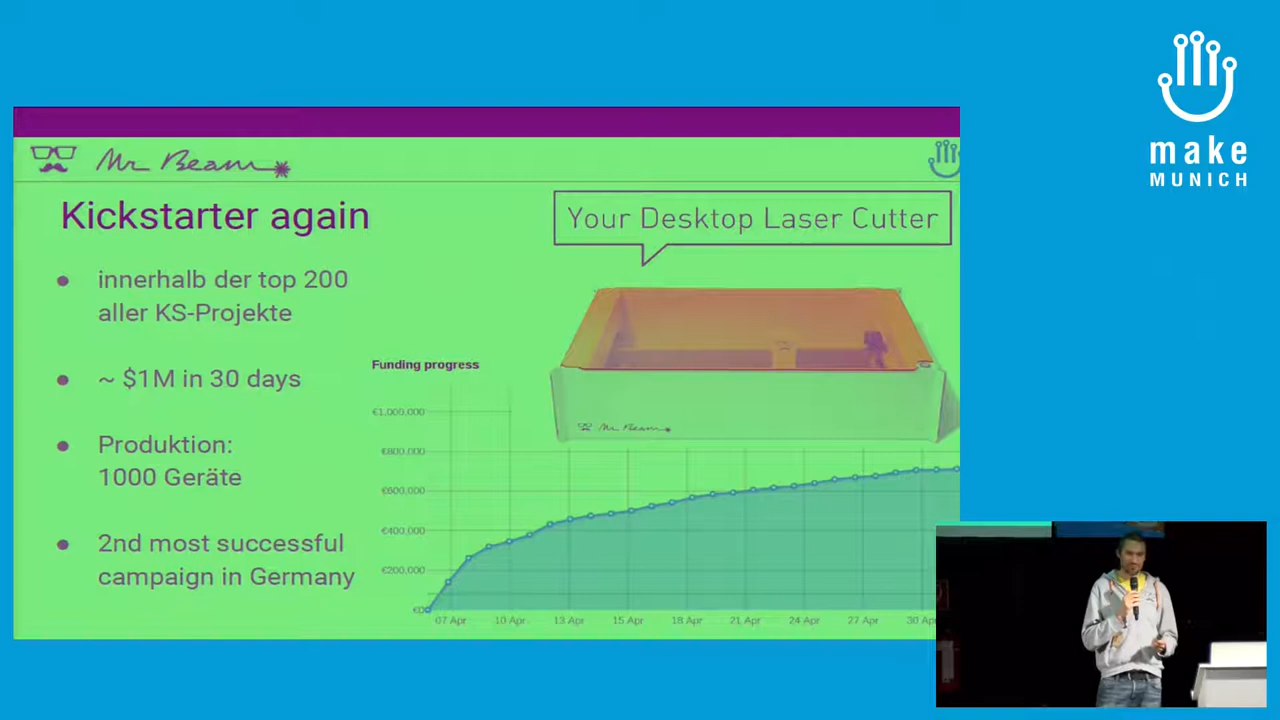 make
MUNICH
Mr Beam
Kickstarter again
Your Desktop Laser Cutter
innerhalb der top 200
aller KS-Projekte
~ $1M in 30 days
Produktion:
1000 Geräte
2nd most successful
campaign in Germany
Mr Beam
Funding progress
€1,000,000
€800,000
€600,000
€400,000
€200,000
€0
07 Apr 10 Apr 13 Apr 15 Apr 18 Apr 21 Apr 24 Apr 27 Apr 30 Apr